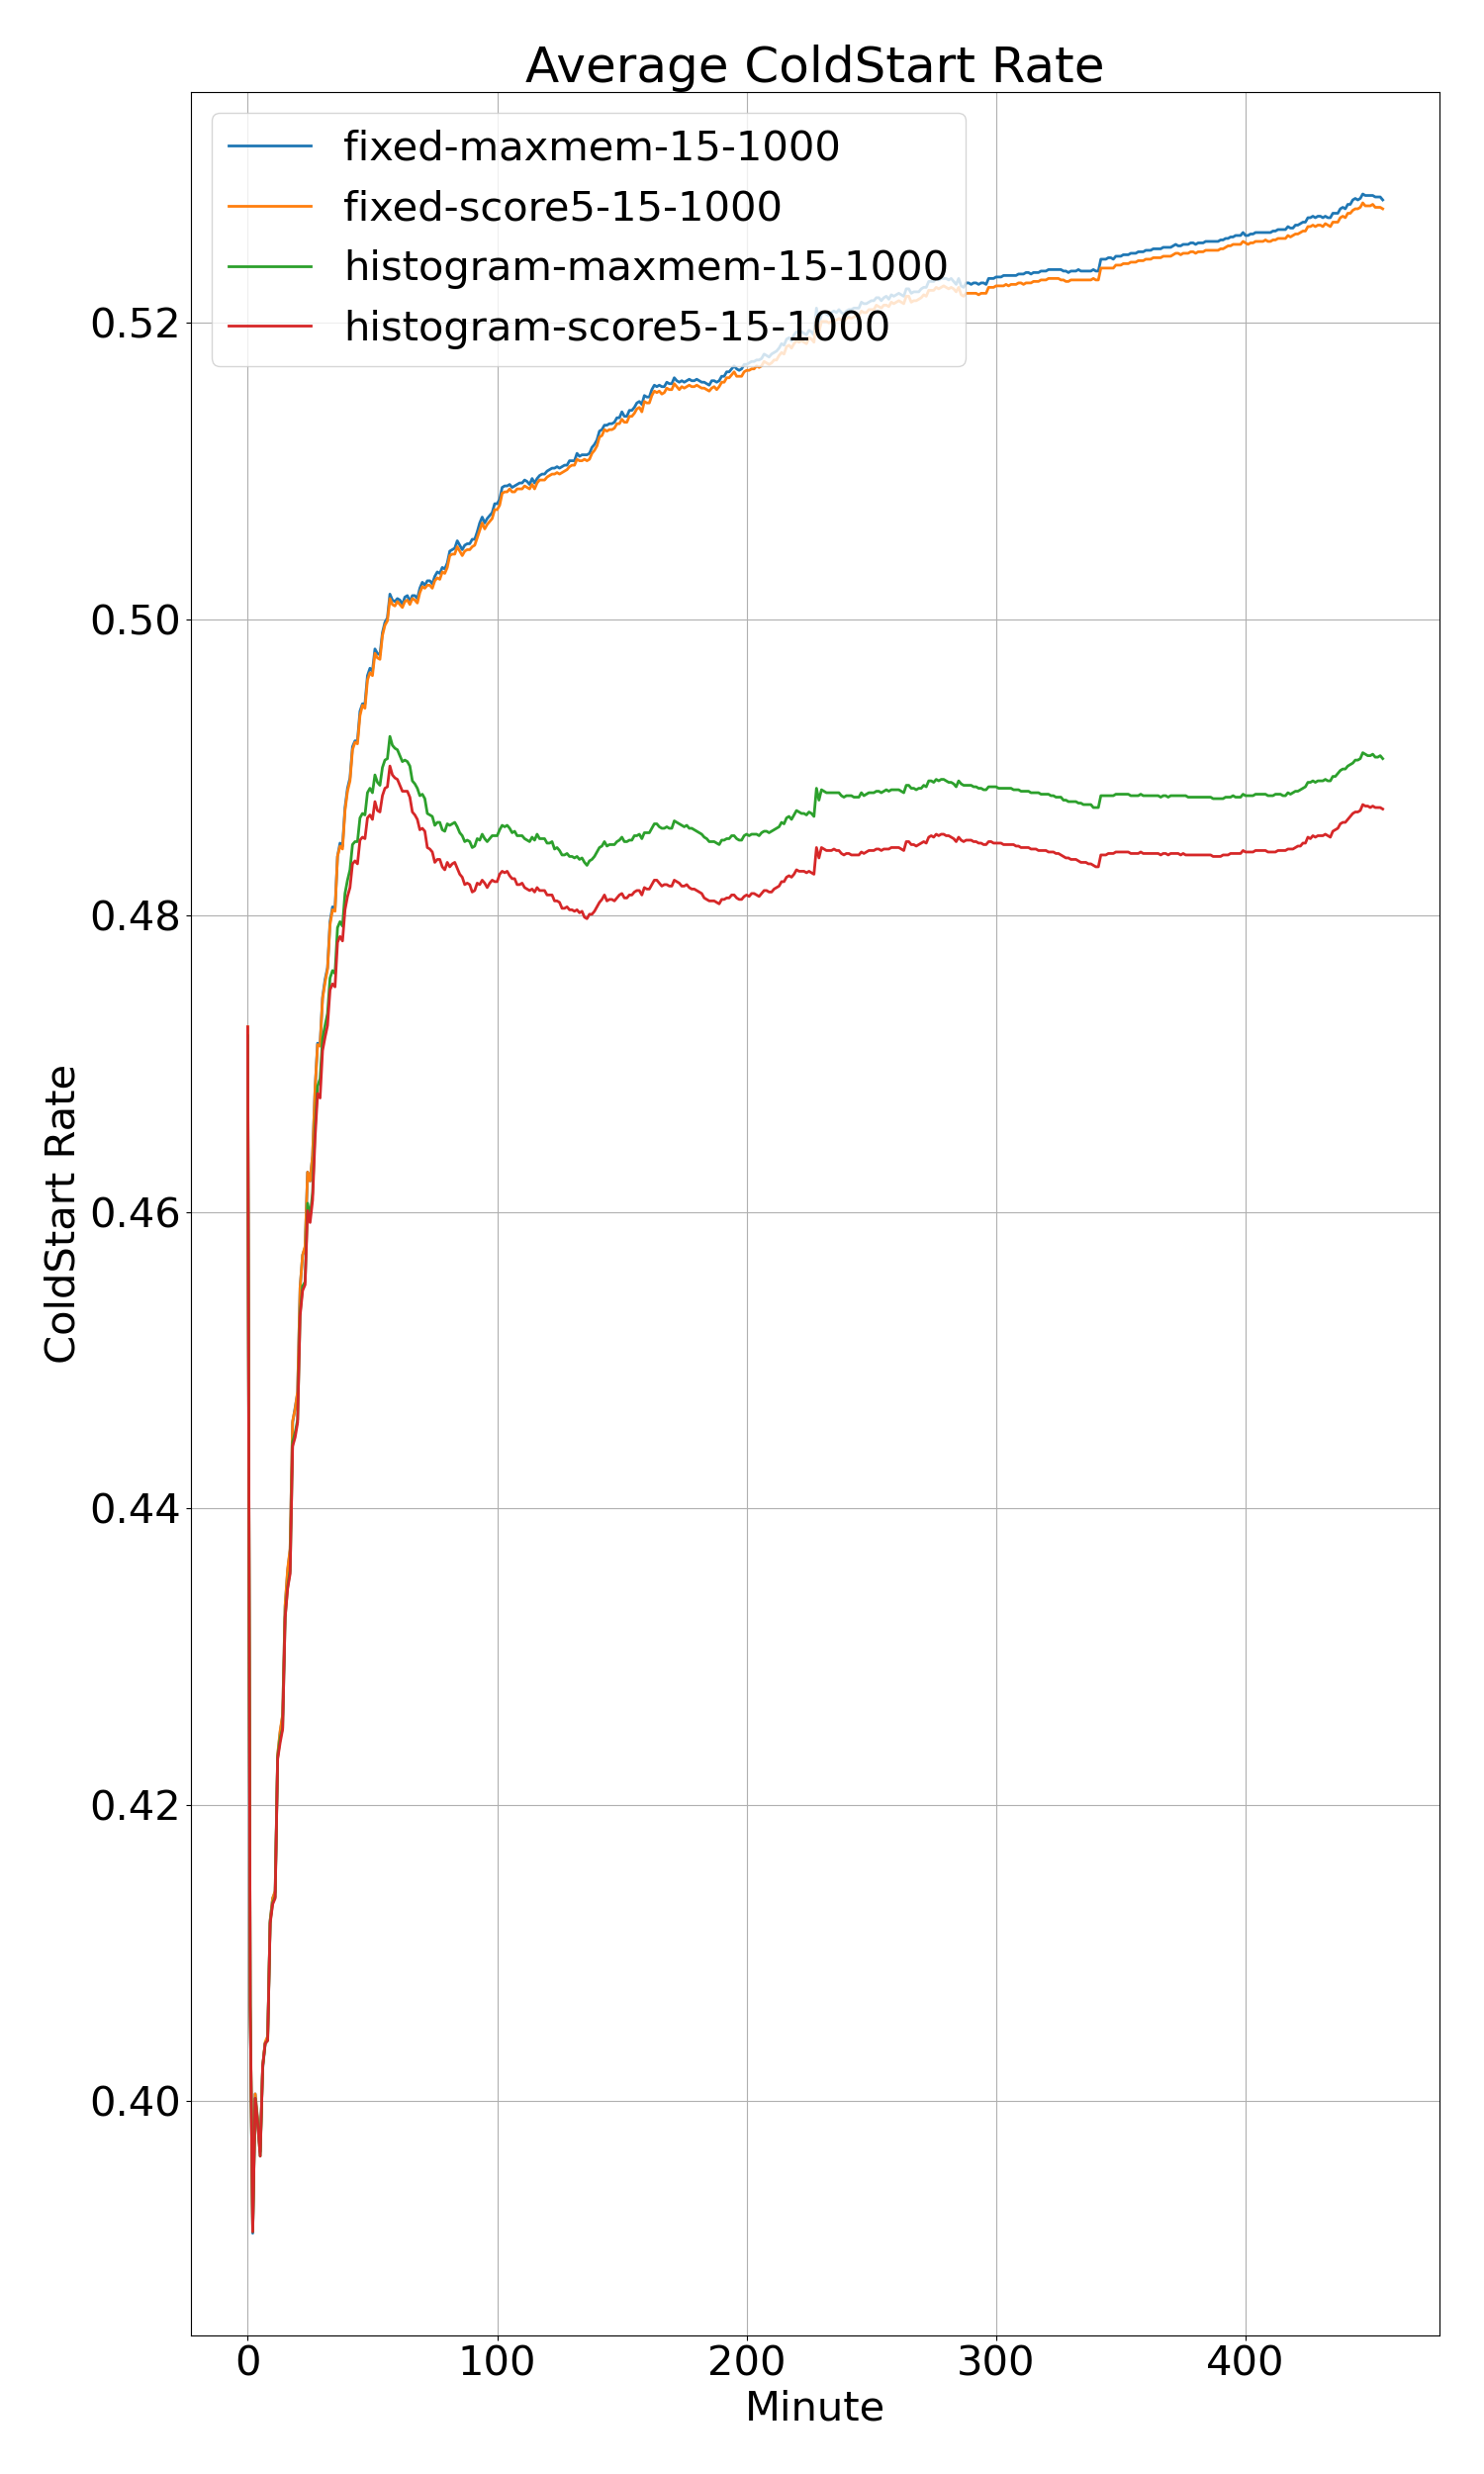 Average ColdStart Rate
fixed-maxmem-15-1000
fixed-score5-15-1000
histogram-maxmem-15-1000
histogram-score5-15-1000
0.52
0.50
0.48
0.46
0.44
0.42
0.40
ColdStart Rate
0 100 200 300 400
Minute